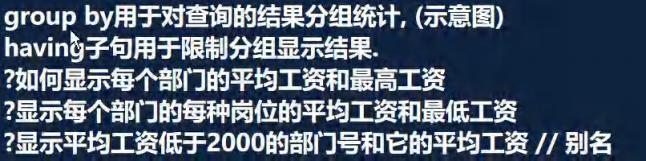 group by用于对查询的结果分组统计, (示意图)
having子句用于限制分组显示结果.
?如何显示每个部门的平均工资和最高工资
?显示每个部门的每种岗位的平均工资和最低工资
?显示平均工资低于2000的部门号和它的平均工资 // 别名